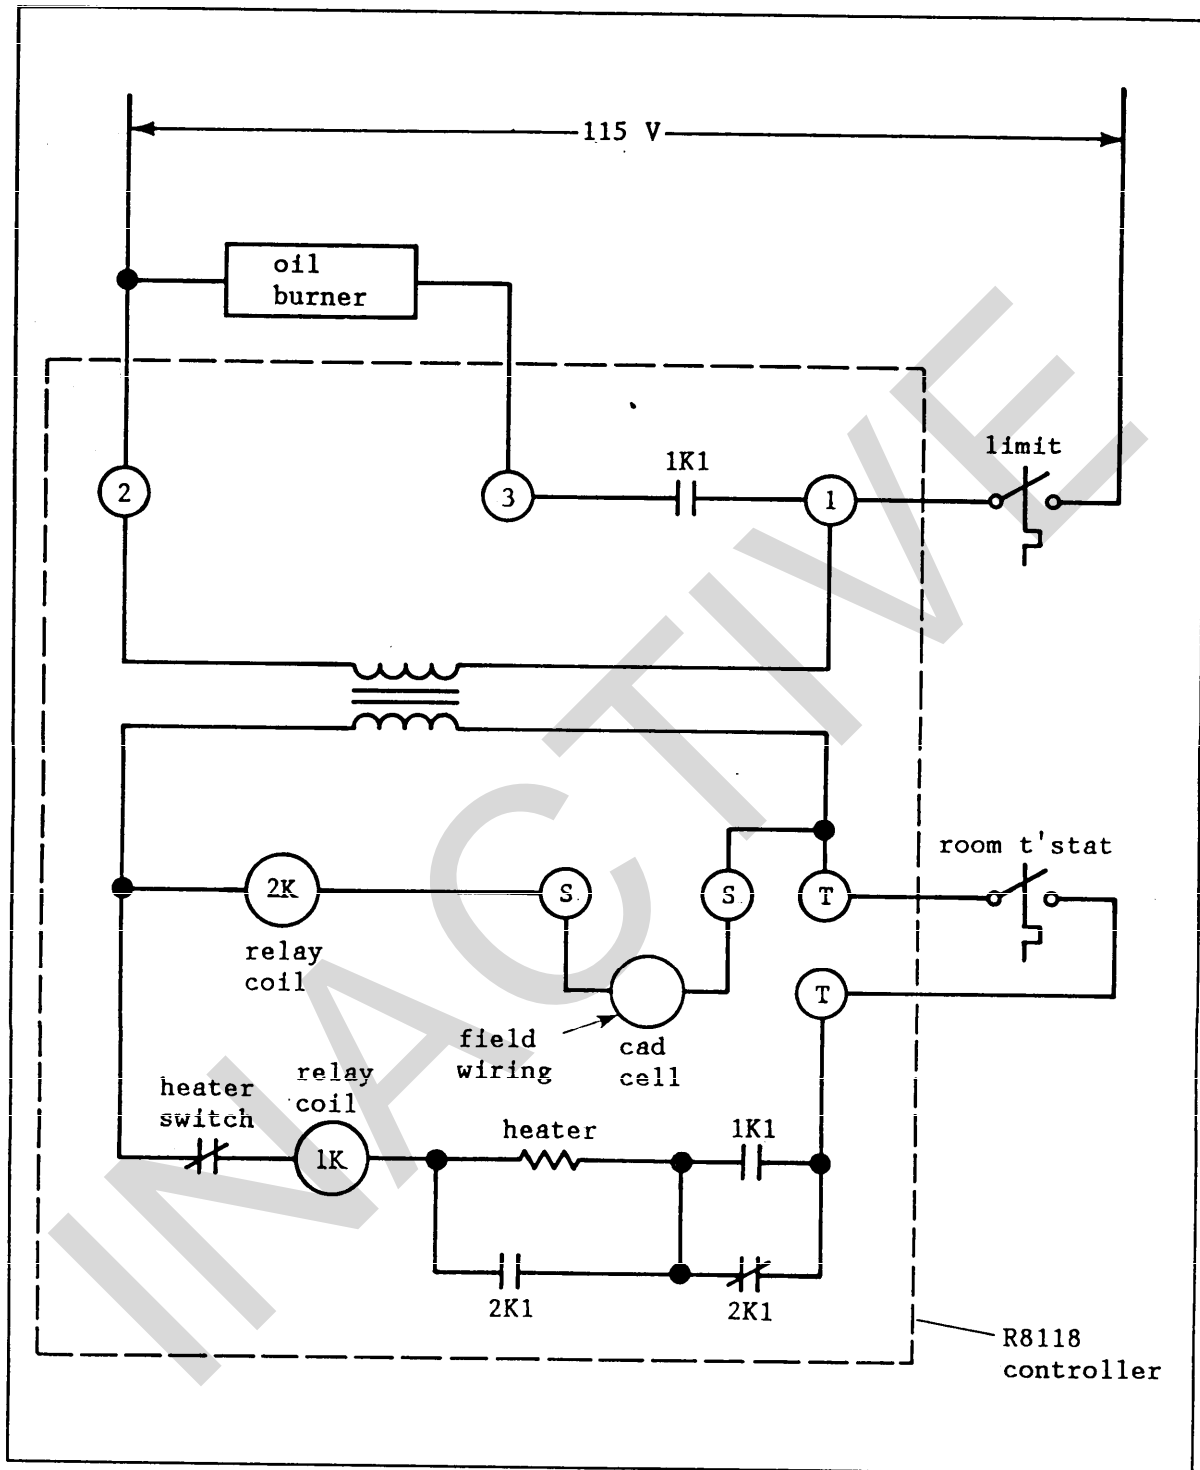 115 V
oil
burner
limit
1K1
2
3
1
room t'stat
2K
S
S
T
relay
coil
T
field
wiring
cad
cell
heater
switch
relay
coil
heater
1K1
1K
2K1
2K1
R8118
controller
INACTIVE